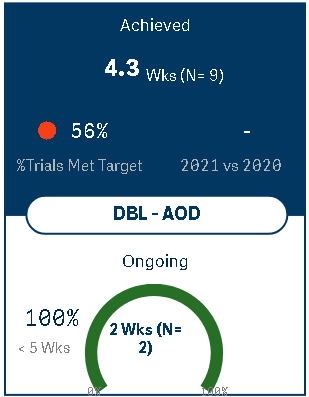 Achieved
4.3 Wks (N= 9)
56% -
%Trials Met Target 2021 vs 2020
DBL - AOD
Ongoing
100%
< 5 Wks
2 Wks (N=
2)
0% 100%